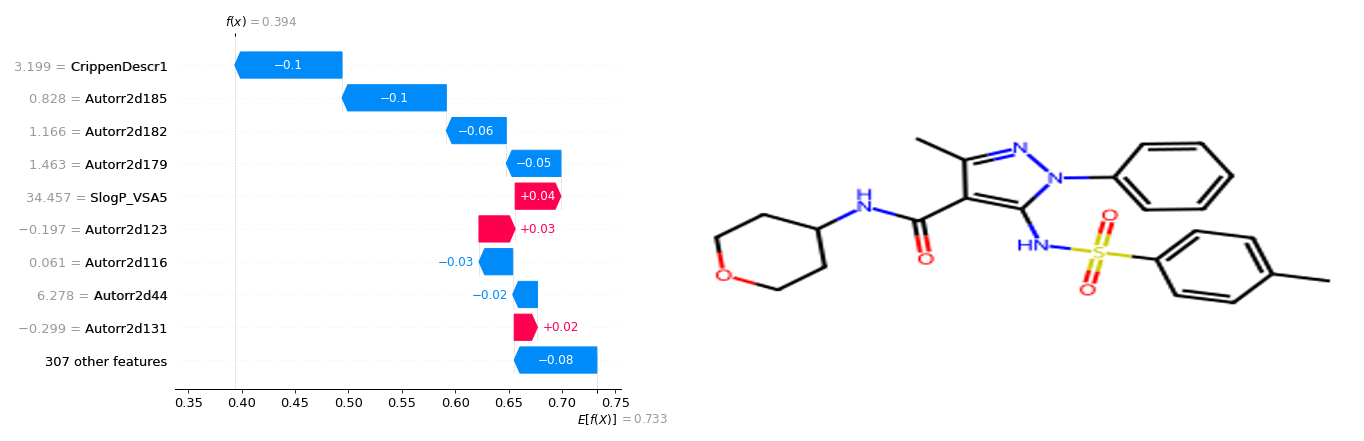 f(x) = 0.394
3.199 = CrippenDescr1
−0.1
0.828 = Autorr2d185
−0.1
1.166 = Autorr2d182
−0.06
1.463 = Autorr2d179
−0.05
34.457 = SlogP_VSA5
+0.04
−0.197 = Autorr2d123
+0.03
0.061 = Autorr2d116
−0.03
6.278 = Autorr2d44
−0.02
−0.299 = Autorr2d131
+0.02
307 other features
−0.08
0.35 0.40 0.45 0.50 0.55 0.60 0.65 0.70 0.75
E[f(X)] = 0.733
N
N
H
N
O
HN
S
O
O
O